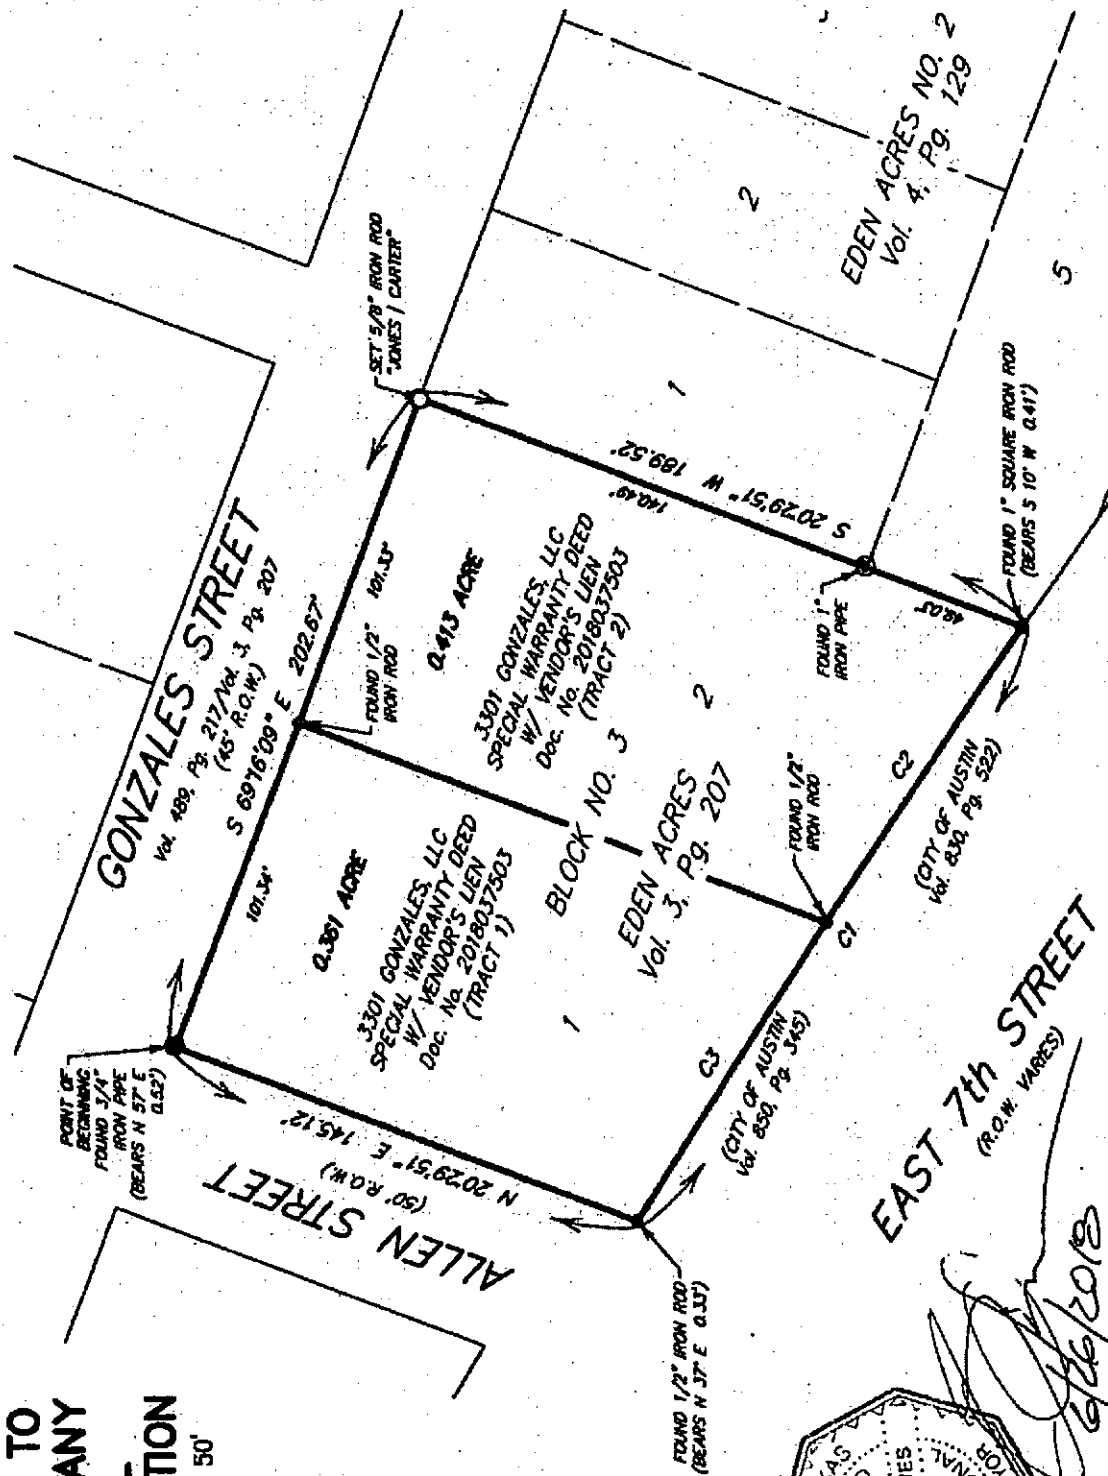 TO
ANY
TION
50'
GONZALES STREET
Vol. 489, Pg. 217/Vol. 3, Pg. 207
(45' R.O.W.)
S 69°16'09" E 202.67'
101.34'
101.33'
SET 5/8" IRON ROD
"JONES | CARTER"
POINT OF
BEGINNING
FOUND 3/4"
IRON PIPE
(BEARS N 57° E
0.52')
FOUND 1/2"
IRON ROD
0.361 ACRE
3301 GONZALES, LLC
SPECIAL WARRANTY DEED
W/ VENDOR'S LIEN
Doc. No. 2018037503
(TRACT 1)
0.413 ACRE
3301 GONZALES, LLC
SPECIAL WARRANTY DEED
W/ VENDOR'S LIEN
Doc. No. 2018037503
(TRACT 2)
BLOCK NO. 3
EDEN ACRES
Vol. 3, Pg. 207
1
2
S 20°29'51" W 189.52'
140.49'
49.03'
1
2
EDEN ACRES NO. 2
Vol. 4, Pg. 129
5
FOUND 1"
IRON PIPE
FOUND 1" SQUARE IRON ROD
(BEARS S 10° W 0.41')
FOUND 1/2"
IRON ROD
C1
C2
C3
(CITY OF AUSTIN
Vol. 830, Pg. 522)
(CITY OF AUSTIN
Vol. 850, Pg. 345)
EAST 7th STREET
(R.O.W. VARIES)
N 20°29'51" E 145.12'
(50' R.O.W.)
ALLEN STREET
FOUND 1/2" IRON ROD
(BEARS N 37° E 0.33')
6/26/2018